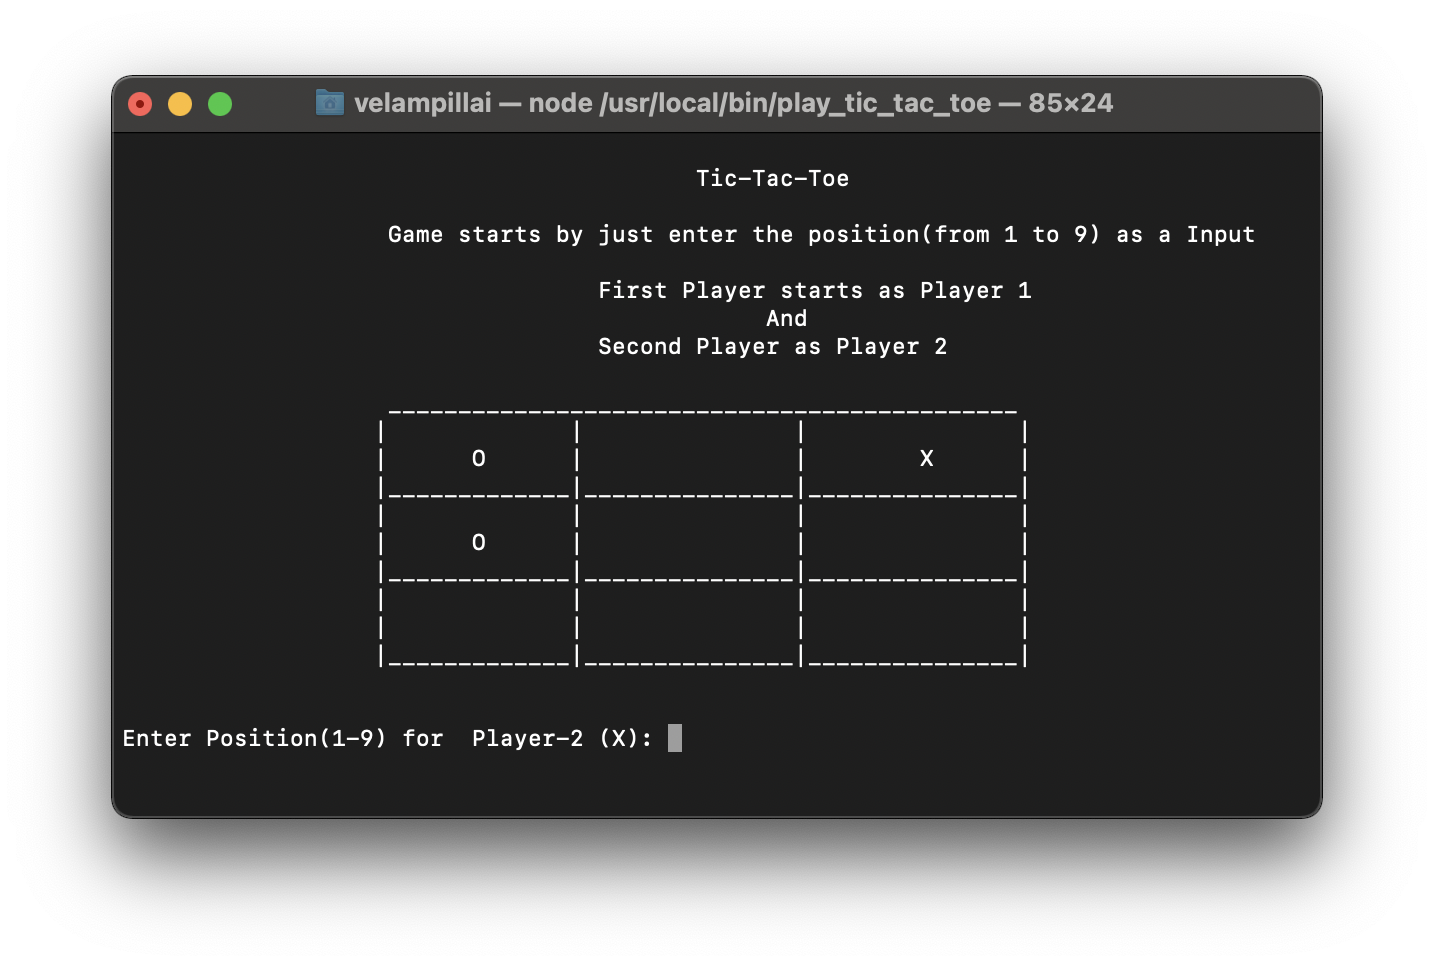 velampillai — node /usr/local/bin/play_tic_tac_toe — 85×24
Tic-Tac-Toe
Game starts by just enter the position(from 1 to 9) as a Input
First Player starts as Player 1
And
Second Player as Player 2
O X
O
Enter Position(1-9) for  Player-2 (X):